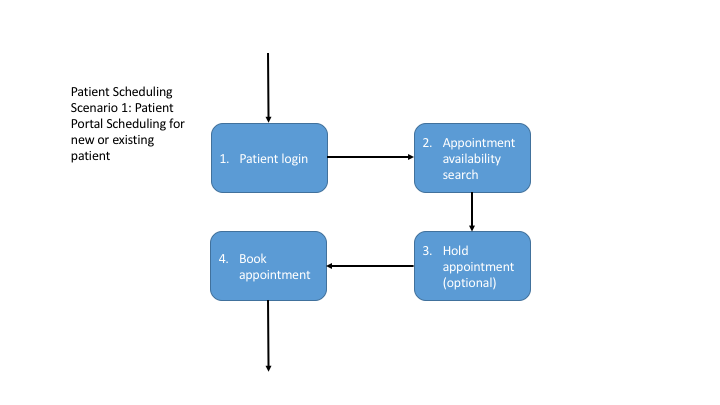 Patient Scheduling
Scenario 1: Patient
Portal Scheduling for
new or existing
patient
1. Patient login
2. Appointment
availability
search
3. Hold
appointment
(optional)
4. Book
appointment